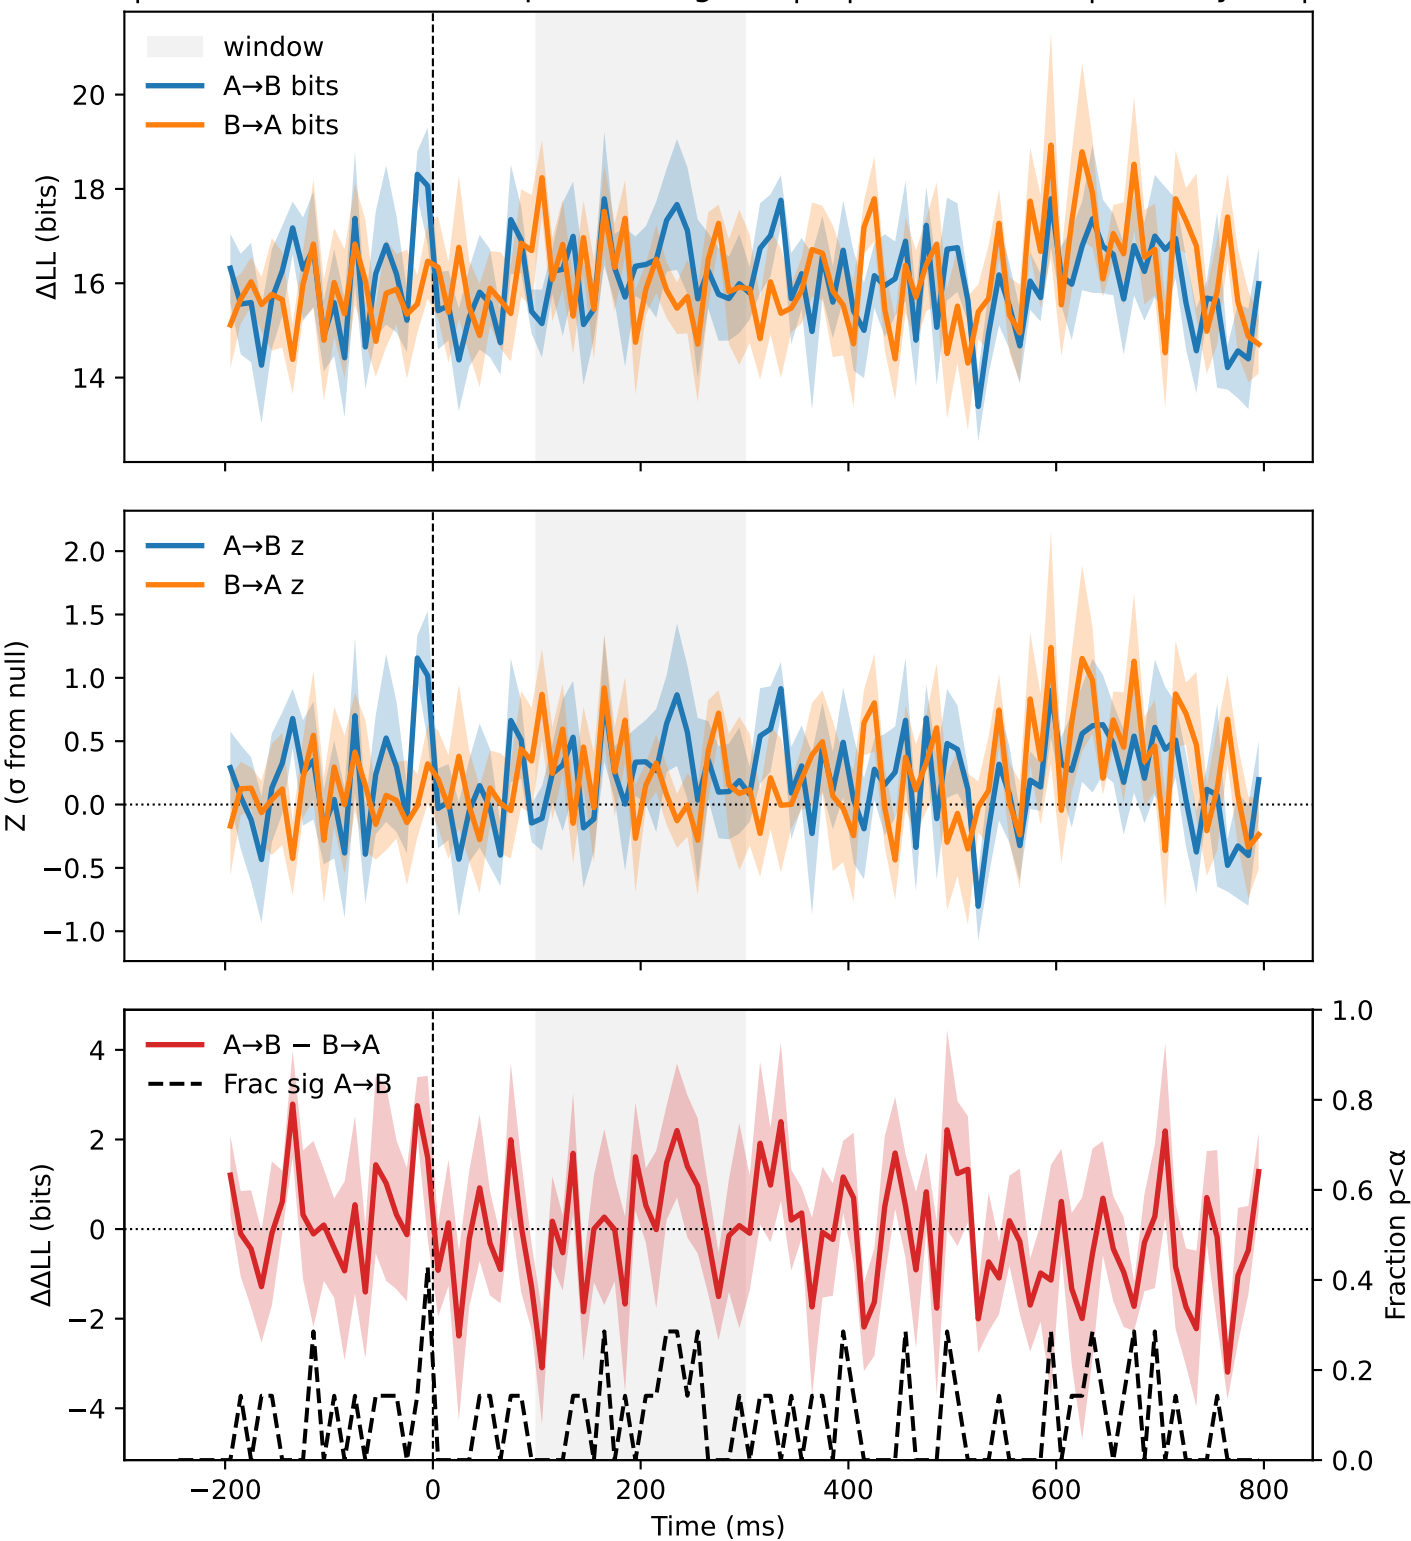 window
A→B bits
B→A bits
ΔLL (bits)
20
18
16
14
A→B z
B→A z
Z (σ from null)
2.0
1.5
1.0
0.5
0.0
−0.5
−1.0
A→B − B→A
Frac sig A→B
ΔΔLL (bits)
4
2
0
−2
−4
1.0
0.8
0.6
0.4
0.2
0.0
Fraction p<α
−200 0 200 400 600 800
Time (ms)